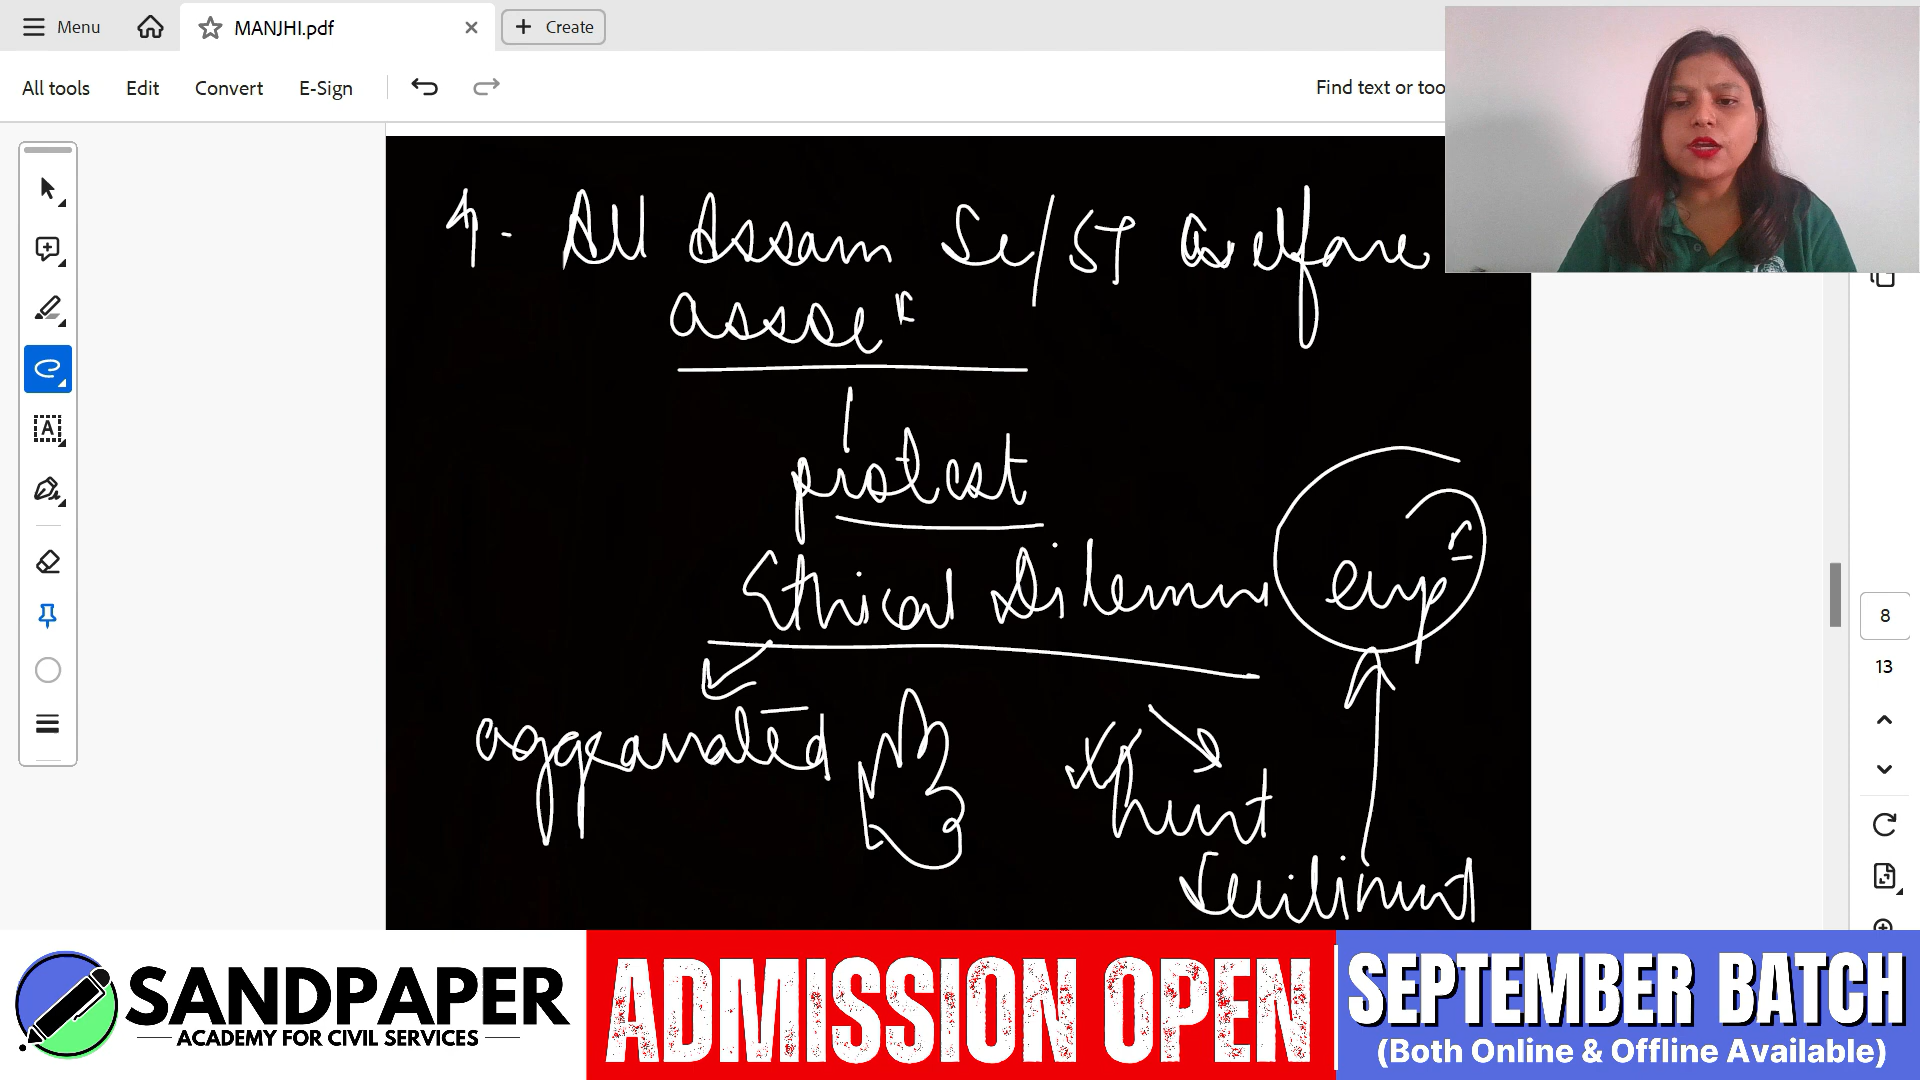 Menu
MANJHI.pdf
Create
All tools
Edit
Convert
E-Sign
Find text or too
4. All Assam Sc/ST Welfare
Assoc
protest
Ethical Dilemm
emp
aggravated
hurt
Sentiment
8
13
SANDPAPER
ACADEMY FOR CIVIL SERVICES
ADMISSION OPEN
SEPTEMBER BATCH
(Both Online & Offline Available)